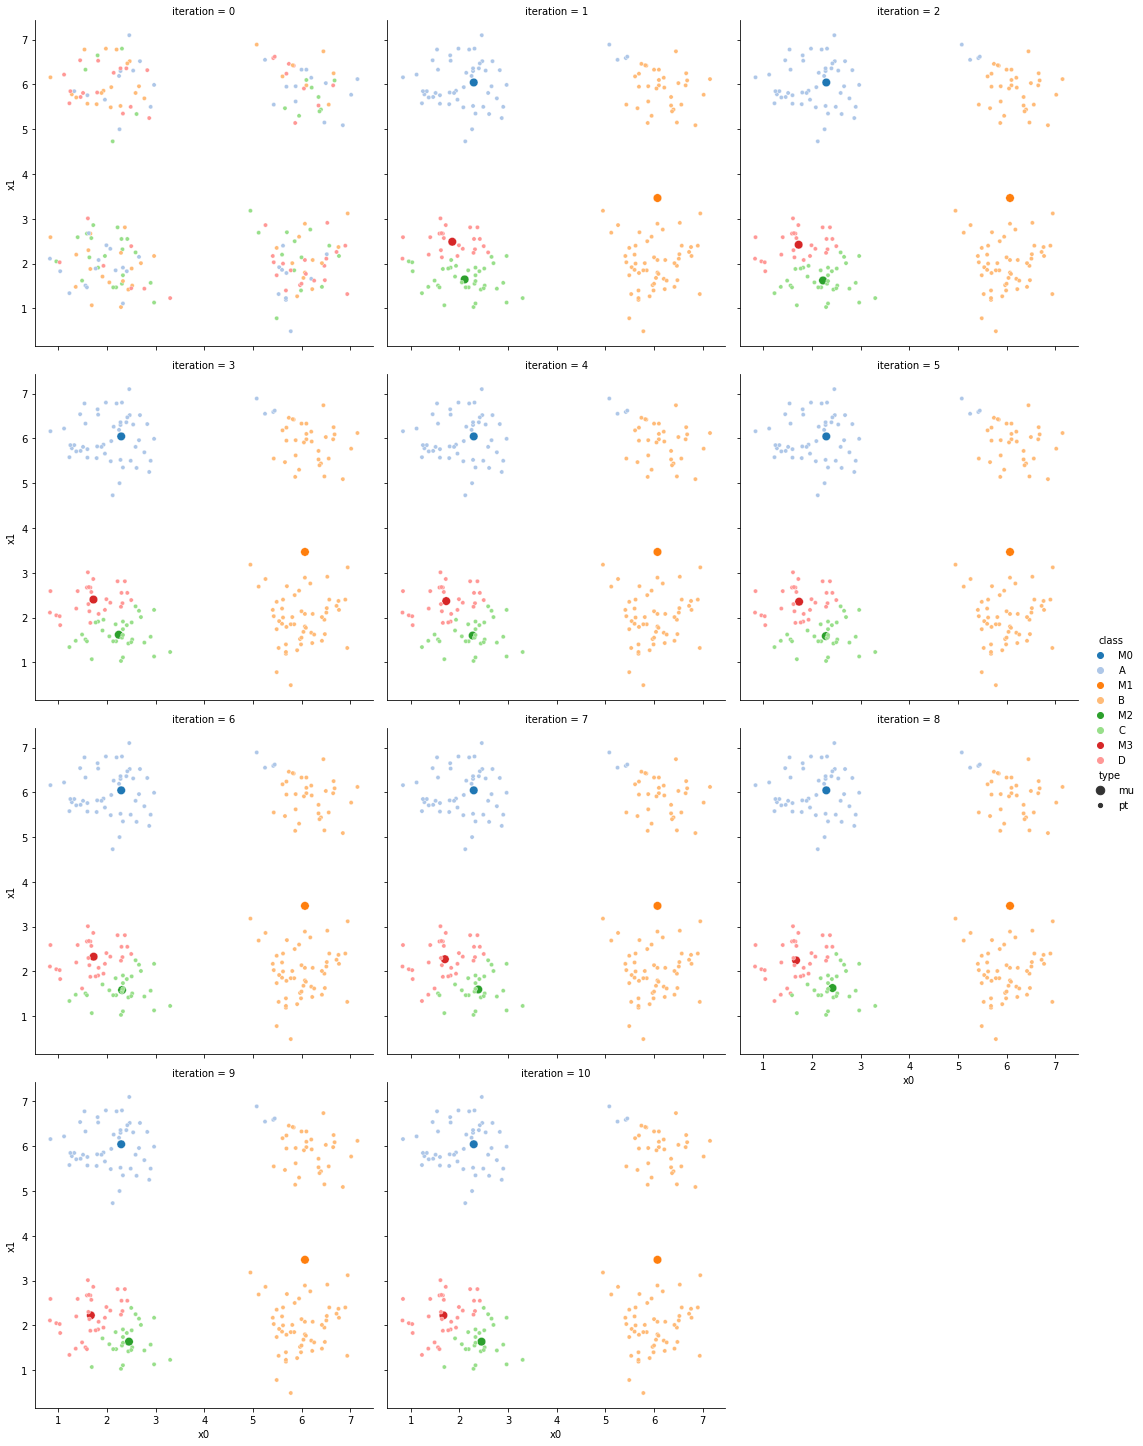 iteration = 0
iteration = 1
iteration = 2
7
6
5
4
3
2
1
x1
iteration = 3
iteration = 4
iteration = 5
7
6
5
4
3
2
1
x1
class
M0
A
M1
B
M2
C
M3
D
type
mu
pt
iteration = 6
iteration = 7
iteration = 8
7
6
5
4
3
2
1
x1
1 2 3 4 5 6 7
x0
iteration = 9
iteration = 10
7
6
5
4
3
2
1
x1
1 2 3 4 5 6 7
x0
1 2 3 4 5 6 7
x0